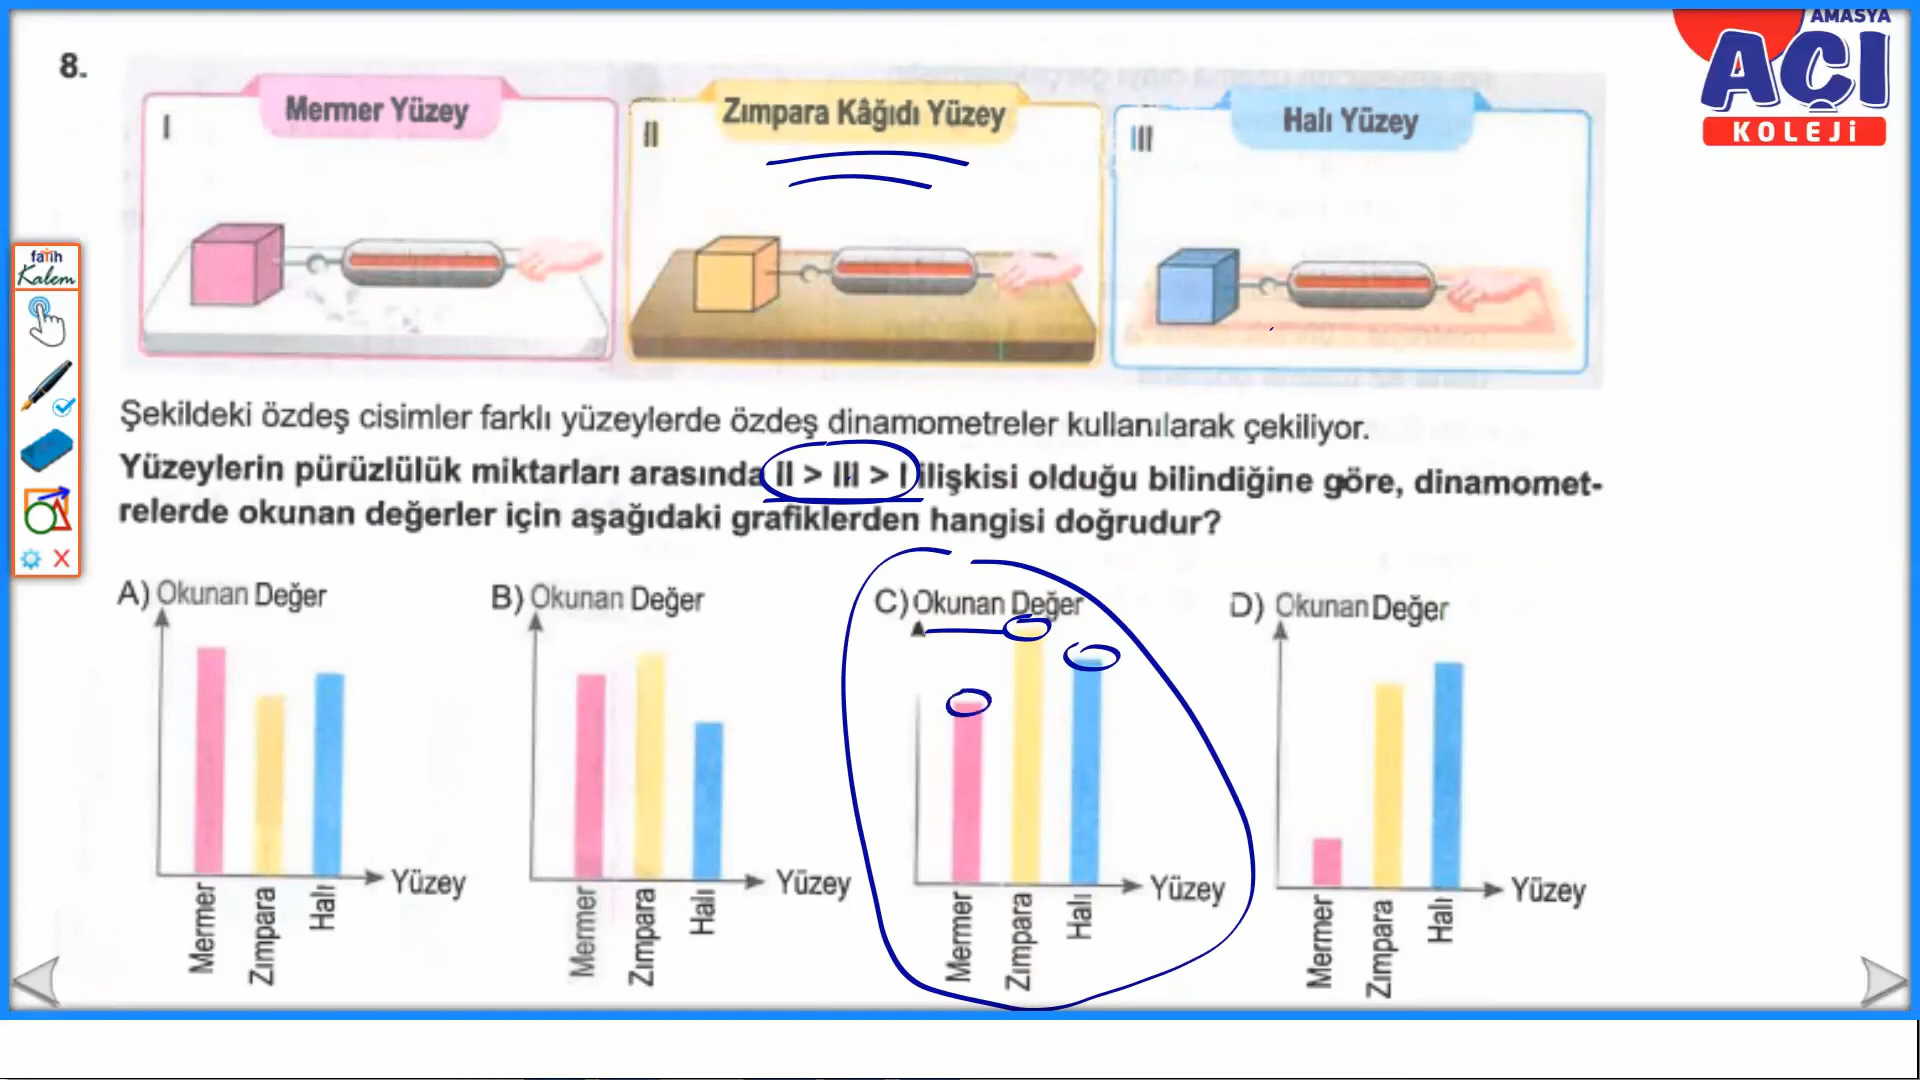 AMASYA
AÇI
KOLEJİ
8.
I
Mermer Yüzey
II
Zımpara Kâğıdı Yüzey
III
Halı Yüzey
fatih
Kalem
Şekildeki özdeş cisimler farklı yüzeylerde özdeş dinamometreler kullanılarak çekiliyor.
Yüzeylerin pürüzlülük miktarları arasında II > III > I ilişkisi olduğu bilindiğine göre, dinamomet-
relerde okunan değerler için aşağıdaki grafiklerden hangisi doğrudur?
A) Okunan Değer
Yüzey
Mermer
Zımpara
Halı
B) Okunan Değer
Yüzey
Mermer
Zımpara
Halı
C) Okunan Değer
Yüzey
Mermer
Zımpara
Halı
D) Okunan Değer
Yüzey
Mermer
Zımpara
Halı